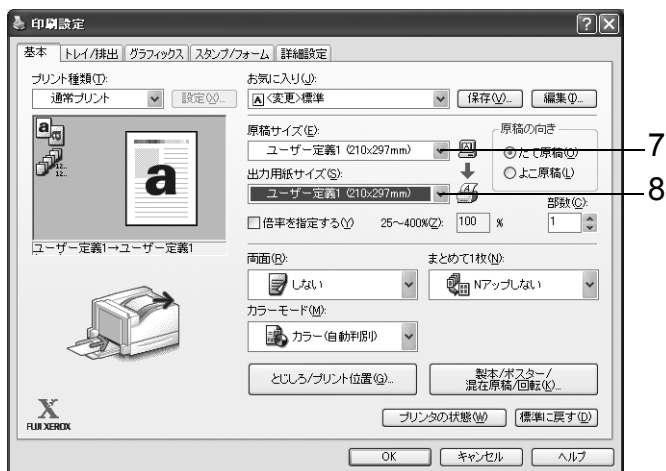 印刷設定
基本 トレイ/排出 グラフィックス スタンプ/フォーム 詳細設定
プリント種類(T):
通常プリント 設定(X)...
お気に入り(J):
A <変更>標準 保存(V)... 編集(I)...
原稿サイズ(E):
ユーザー定義1 (210x297mm) 7
原稿の向き
たて原稿(O)
よこ原稿(L)
出力用紙サイズ(S):
ユーザー定義1 (210x297mm) 8
倍率を指定する(Y) 25～400%(Z): 100 %
部数(C):
1
a
ユーザー定義1→ユーザー定義1
両面(R):
しない
まとめて1枚(N):
Nアップしない
カラーモード(M):
カラー(自動判別)
とじしろ/プリント位置(G)...
製本/ポスター/
混在原稿/回転(K)...
FUJI XEROX
プリンタの状態(W) 標準に戻す(D)
OK キャンセル ヘルプ